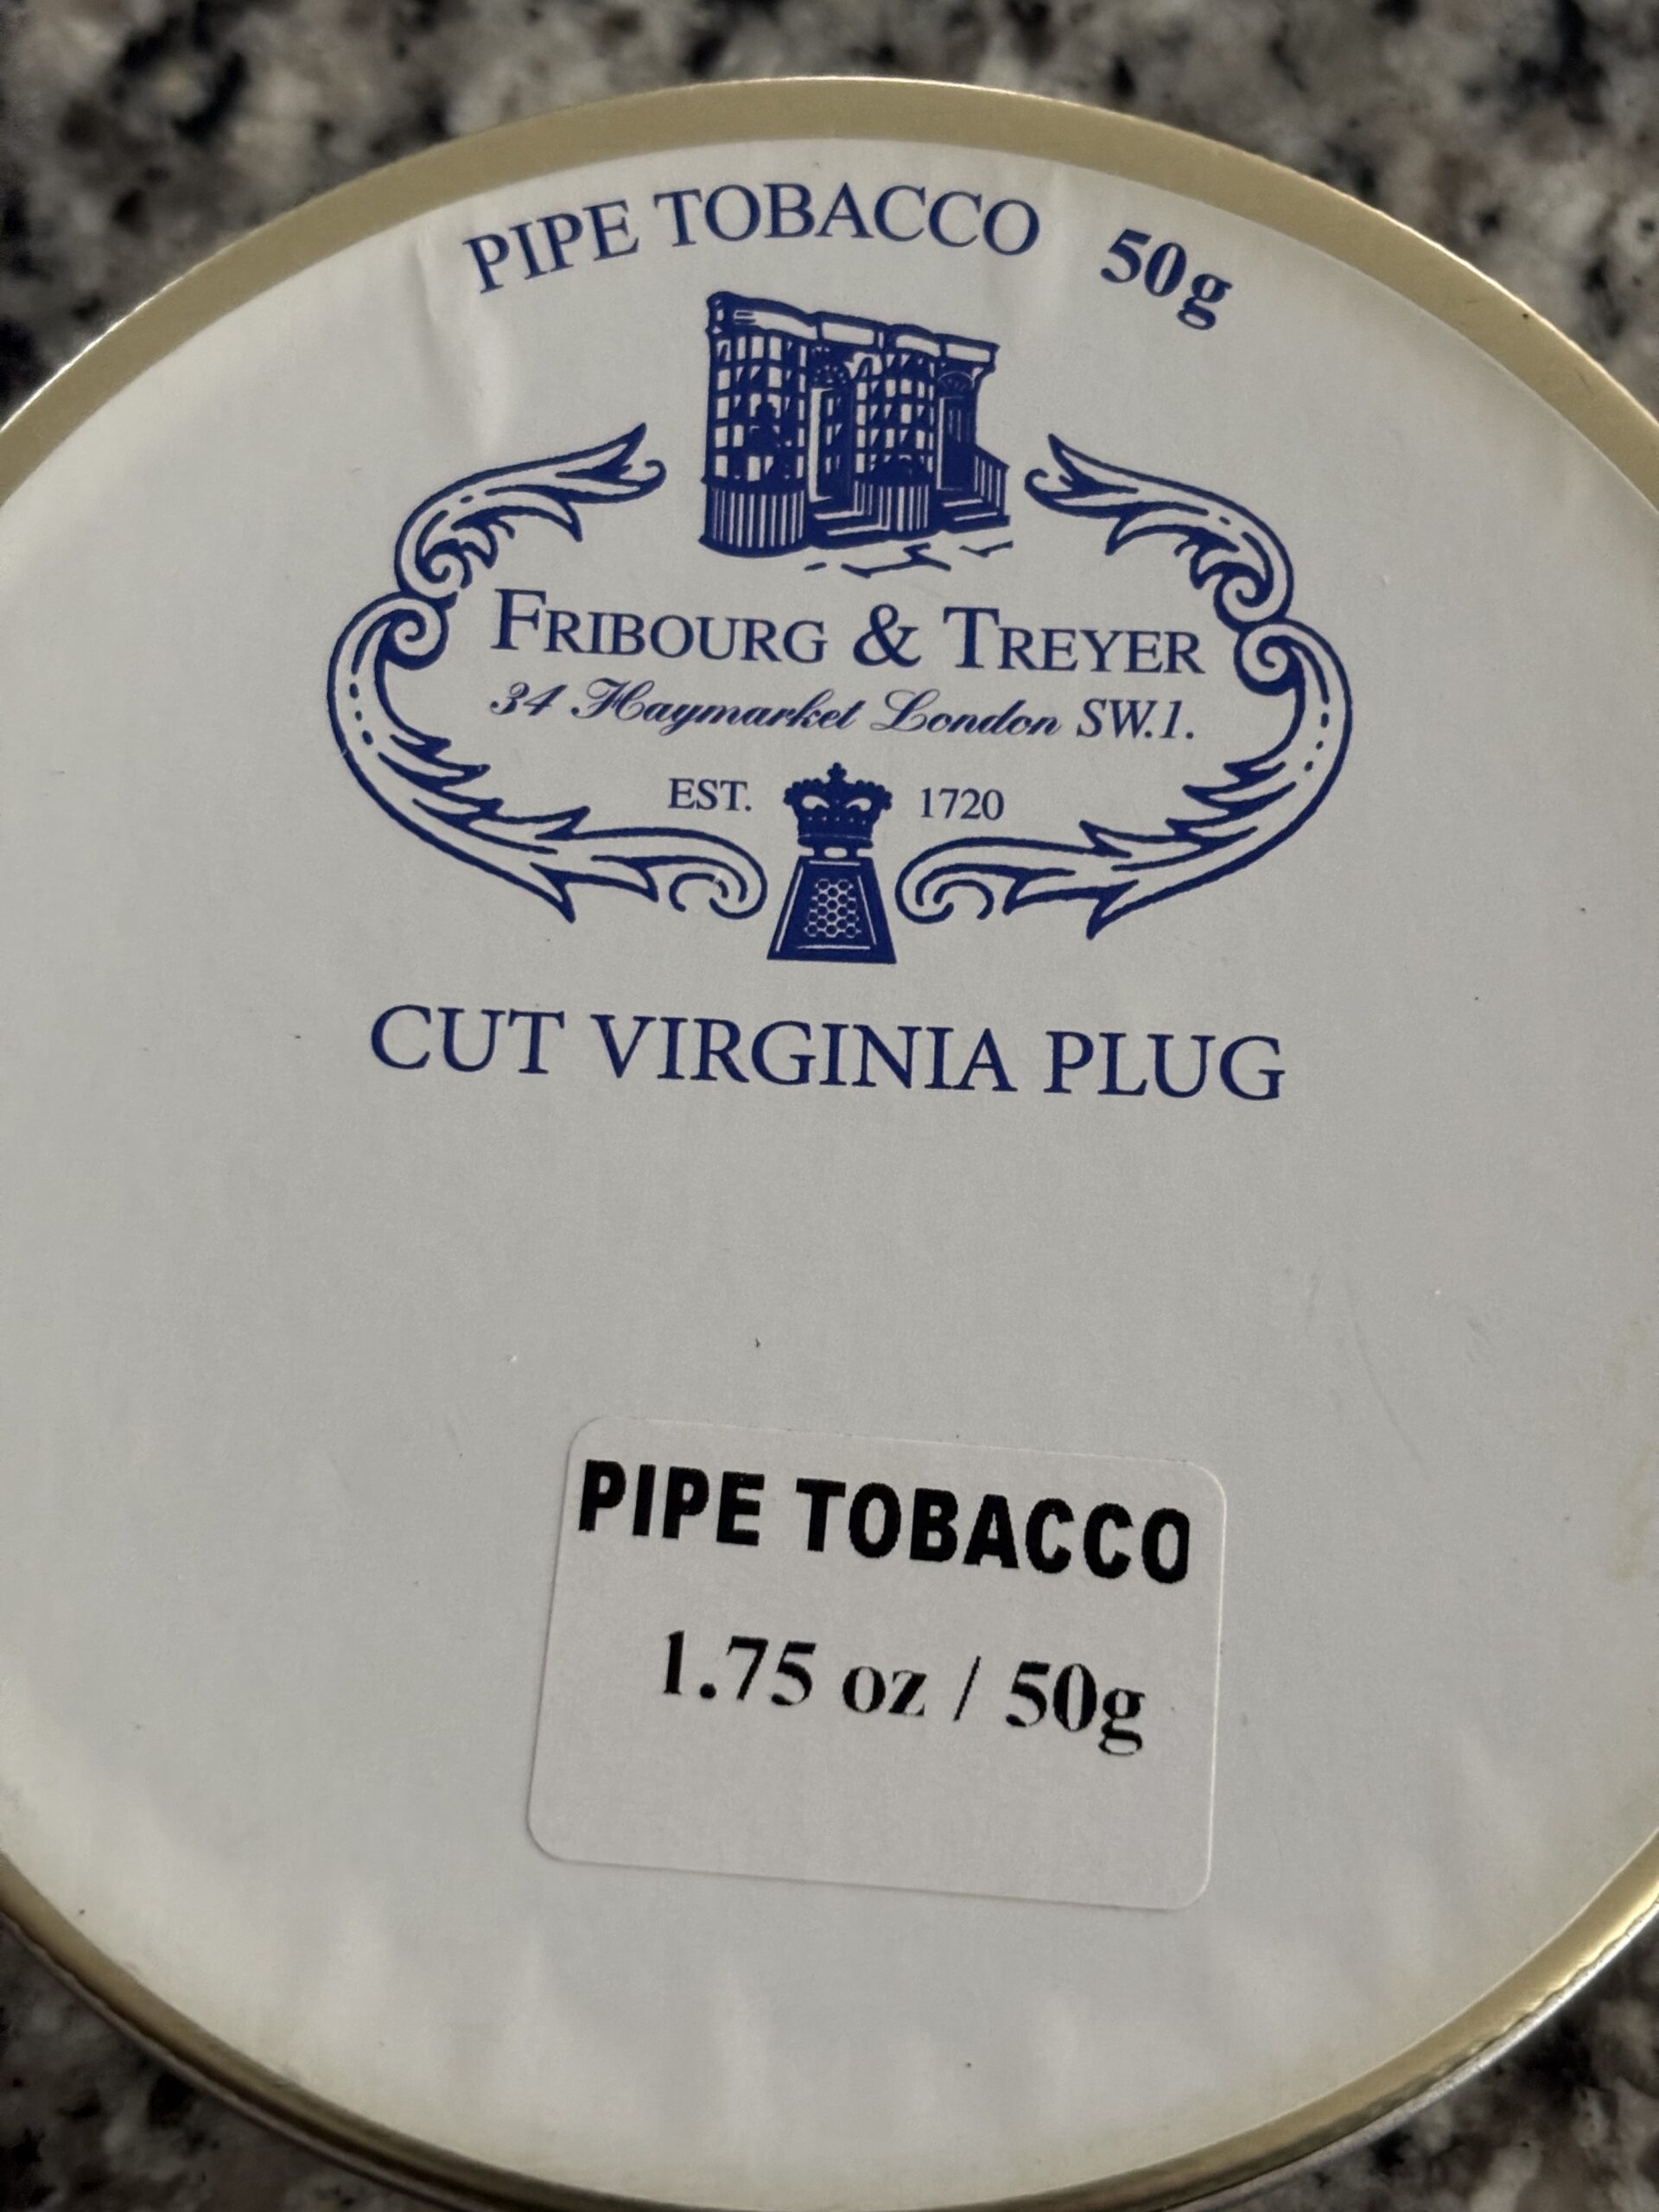 PIPE TOBACCO 50g
FRIBOURG & TREYER
34 Haymarket London SW.1.
EST. 1720
CUT VIRGINIA PLUG
PIPE TOBACCO
1.75 oz / 50g